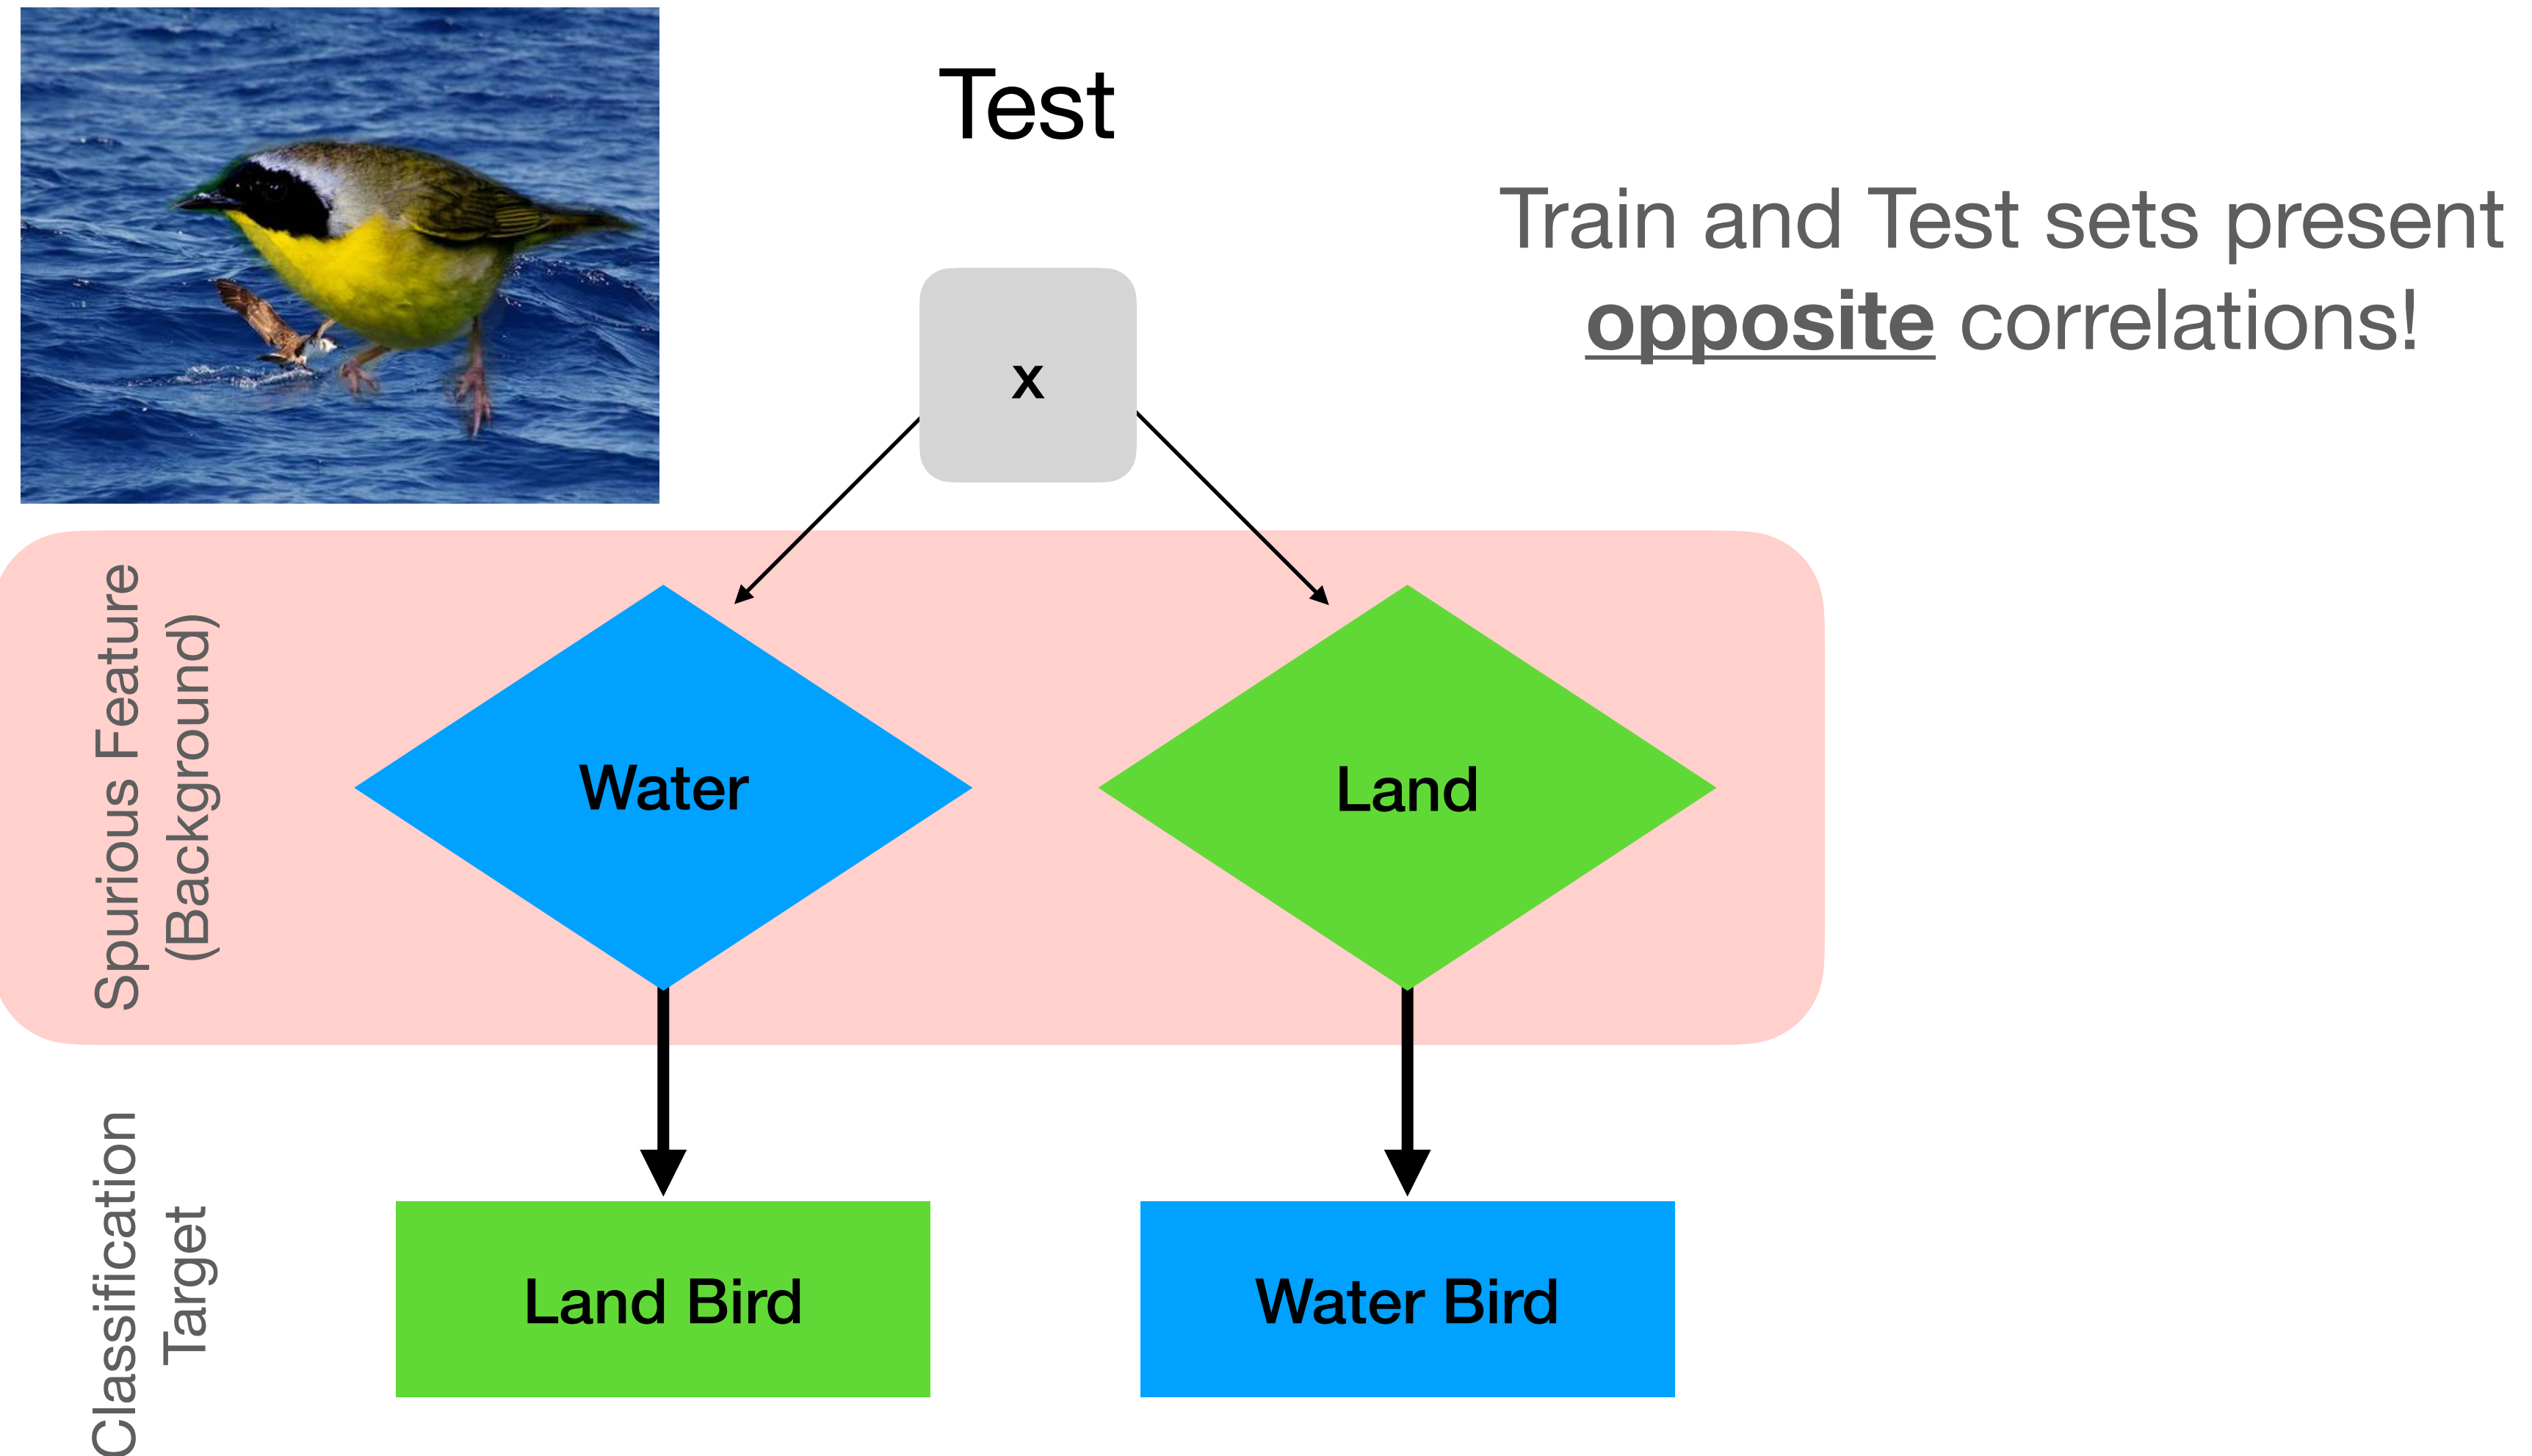 Test
Train and Test sets present
opposite correlations!
x
Spurious Feature
(Background)
Water
Land
Classification
Target
Land Bird
Water Bird